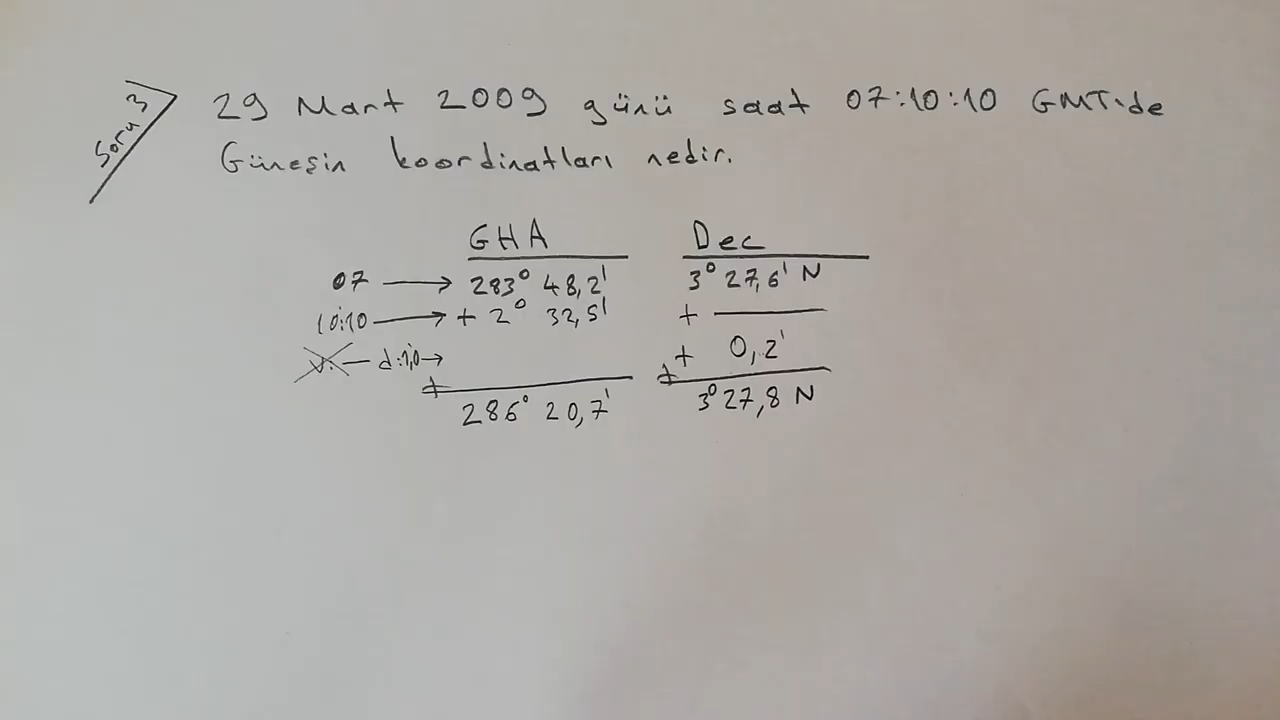 Soru 3
29 Mart 2009 günü saat 07:10:10 GMT'de
Güneşin koordinatları nedir.
GHA Dec
07 → 283° 48,2' 3° 27,6' N
10:10 → + 2° 32,5' + —
v: — d:1,0 → + 0,2'
+ +
286° 20,7' 3° 27,8 N